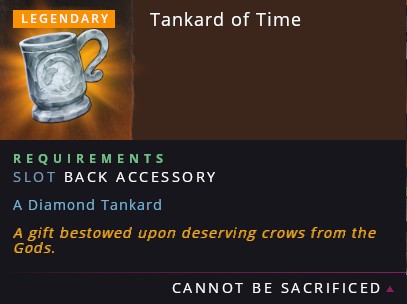 LEGENDARY
Tankard of Time
REQUIREMENTS
SLOT BACK ACCESSORY
A Diamond Tankard
A gift bestowed upon deserving crows from the
Gods.
CANNOT BE SACRIFICED